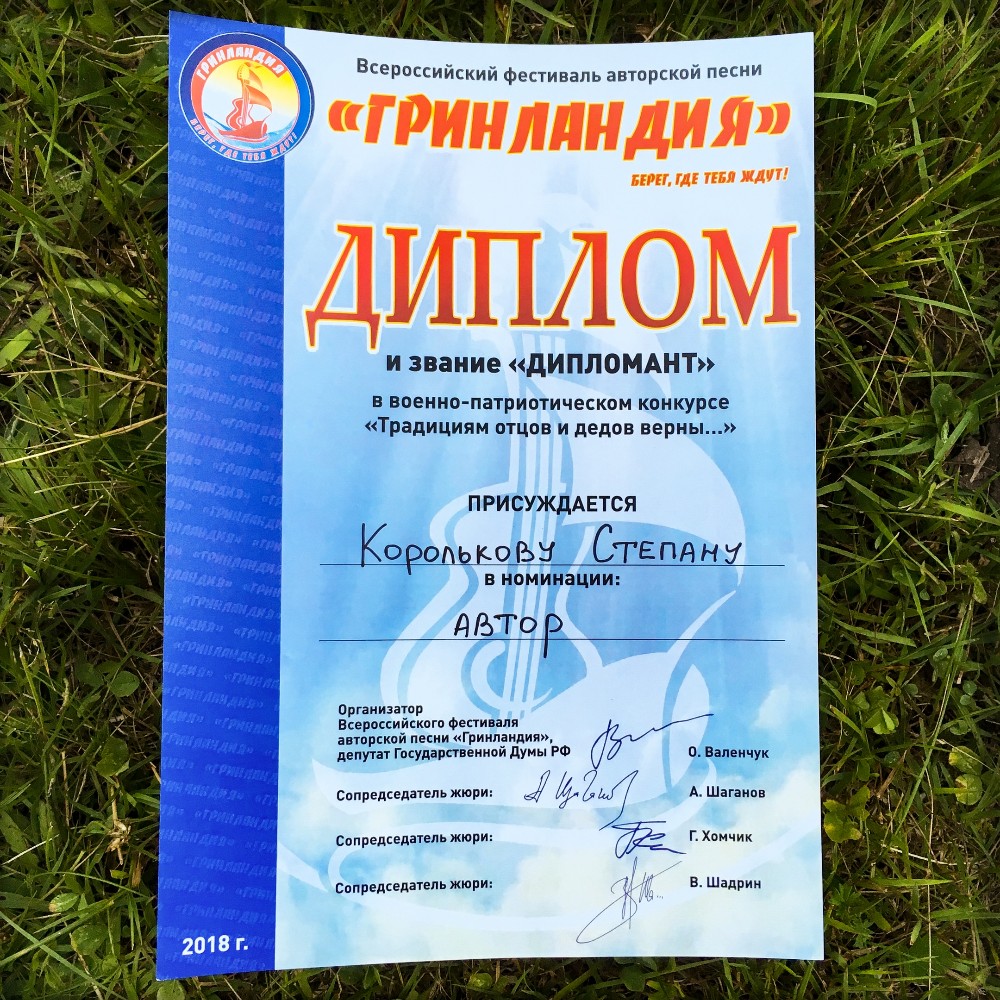 ГРИНЛАНДИЯ
БЕРЕГ, ГДЕ ТЕБЯ ЖДУТ!
Всероссийский фестиваль авторской песни
«ГРИНЛАНДИЯ»
БЕРЕГ, ГДЕ ТЕБЯ ЖДУТ!
ДИПЛОМ
и звание «ДИПЛОМАНТ»
в военно-патриотическом конкурсе
«Традициям отцов и дедов верны...»
ПРИСУЖДАЕТСЯ
Королькову Степану
в номинации:
автор
Организатор
Всероссийского фестиваля
авторской песни «Гринландия»,
депутат Государственной Думы РФ О. Валенчук
Сопредседатель жюри: А. Шаганов
Сопредседатель жюри: Г. Хомчик
Сопредседатель жюри: В. Шадрин
2018 г.